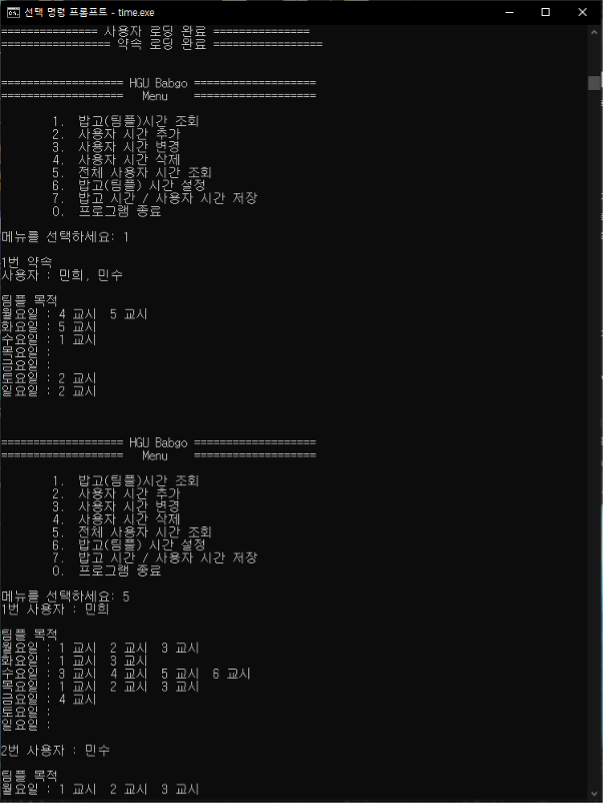 선택 명령 프롬프트 - time.exe
=============== 사용자 로딩 완료 ===============
================= 약속 로딩 완료 =================
=================== HGU Babgo ===================
===================   Menu   ===================
1. 밥고(팀플)시간 조회
2. 사용자 시간 추가
3. 사용자 시간 변경
4. 사용자 시간 삭제
5. 전체 사용자 시간 조회
6. 밥고(팀플) 시간 설정
7. 밥고 시간 / 사용자 시간 저장
0. 프로그램 종료
메뉴를 선택하세요: 1
1번 약속
사용자 : 민희, 민수
팀플 목적
월요일 : 4 교시 5 교시
화요일 : 5 교시
수요일 : 1 교시
목요일 :
금요일 :
토요일 : 2 교시
일요일 : 2 교시
=================== HGU Babgo ===================
===================   Menu   ===================
1. 밥고(팀플)시간 조회
2. 사용자 시간 추가
3. 사용자 시간 변경
4. 사용자 시간 삭제
5. 전체 사용자 시간 조회
6. 밥고(팀플) 시간 설정
7. 밥고 시간 / 사용자 시간 저장
0. 프로그램 종료
메뉴를 선택하세요: 5
1번 사용자 : 민희
팀플 목적
월요일 : 1 교시 2 교시 3 교시
화요일 : 1 교시 3 교시
수요일 : 3 교시 4 교시 5 교시 6 교시
목요일 : 1 교시 2 교시 3 교시
금요일 : 4 교시
토요일 :
일요일 :
2번 사용자 : 민수
팀플 목적
월요일 : 1 교시 2 교시 3 교시